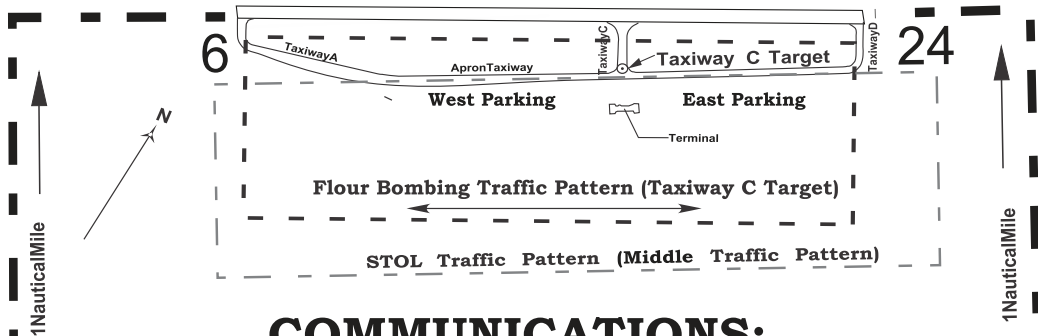 6
24
TaxiwayA
TaxiwayC
TaxiwayD
ApronTaxiway
Taxiway C Target
West Parking
East Parking
N
Terminal
Flour Bombing Traffic Pattern (Taxiway C Target)
1NauticalMile
1NauticalMile
STOL Traffic Pattern (Middle Traffic Pattern)
COMMUNICATIONS: